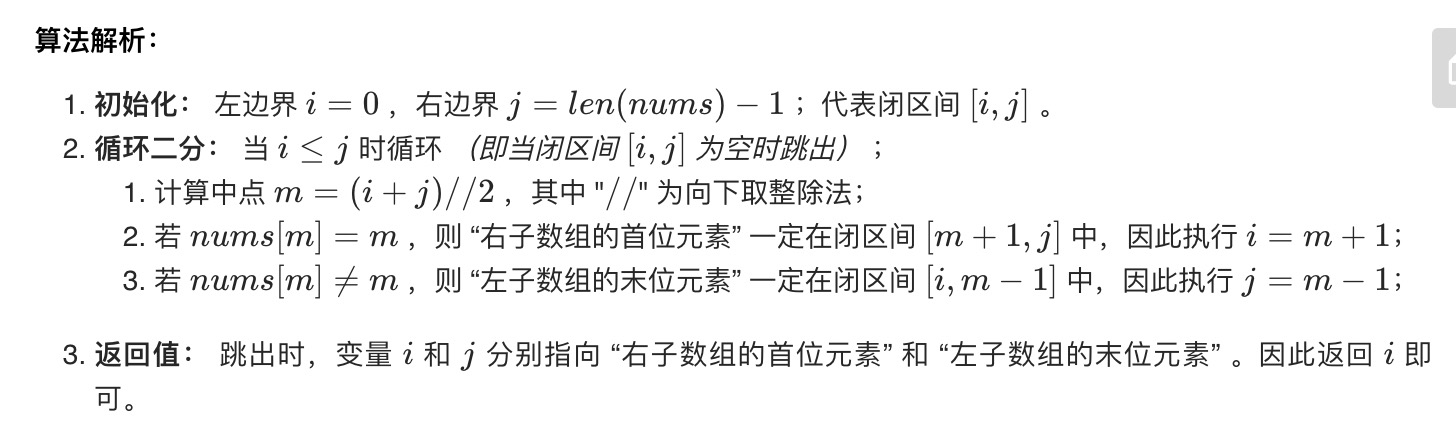 算法解析：
1. 初始化： 左边界 i = 0 ，右边界 j = len(nums) − 1 ；代表闭区间 [i, j] 。
2. 循环二分： 当 i ≤ j 时循环 （即当闭区间 [i, j] 为空时跳出） ；
1. 计算中点 m = (i + j)//2 ，其中 "//" 为向下取整除法；
2. 若 nums[m] = m ，则 “右子数组的首位元素” 一定在闭区间 [m + 1, j] 中，因此执行 i = m + 1；
3. 若 nums[m] ≠ m ，则 “左子数组的末位元素” 一定在闭区间 [i, m − 1] 中，因此执行 j = m − 1；
3. 返回值： 跳出时，变量 i 和 j 分别指向 “右子数组的首位元素” 和 “左子数组的末位元素” 。因此返回 i 即
可。